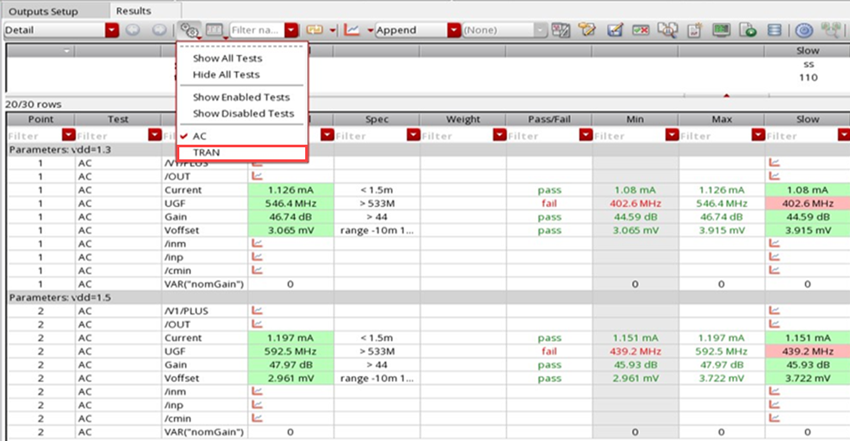 Outputs Setup Results
Detail Filter na... Append (None)
Show All Tests
Hide All Tests
Show Enabled Tests
Show Disabled Tests
AC
TRAN
Slow
ss
110
20/30 rows
Point Test Spec Weight Pass/Fail Min Max Slow
Filter Filter Filter Filter Filter Filter Filter Filter
Parameters: vdd=1.3
1 AC /V1/PLUS
1 AC /OUT
1 AC Current 1.126 mA < 1.5m pass 1.08 mA 1.126 mA 1.08 mA
1 AC UGF 546.4 MHz > 533M fail 402.6 MHz 546.4 MHz 402.6 MHz
1 AC Gain 46.74 dB > 44 pass 44.59 dB 46.74 dB 44.59 dB
1 AC Voffset 3.065 mV range -10m 1... pass 3.065 mV 3.915 mV 3.915 mV
1 AC /inm
1 AC /inp
1 AC /cmin
1 AC VAR("nomGain") 0 0 0 0
Parameters: vdd=1.5
2 AC /V1/PLUS
2 AC /OUT
2 AC Current 1.197 mA < 1.5m pass 1.151 mA 1.197 mA 1.151 mA
2 AC UGF 592.5 MHz > 533M fail 439.2 MHz 592.5 MHz 439.2 MHz
2 AC Gain 47.97 dB > 44 pass 45.93 dB 47.97 dB 45.93 dB
2 AC Voffset 2.961 mV range -10m 1... pass 2.961 mV 3.722 mV 3.722 mV
2 AC /inm
2 AC /inp
2 AC /cmin
2 AC VAR("nomGain") 0 0 0 0